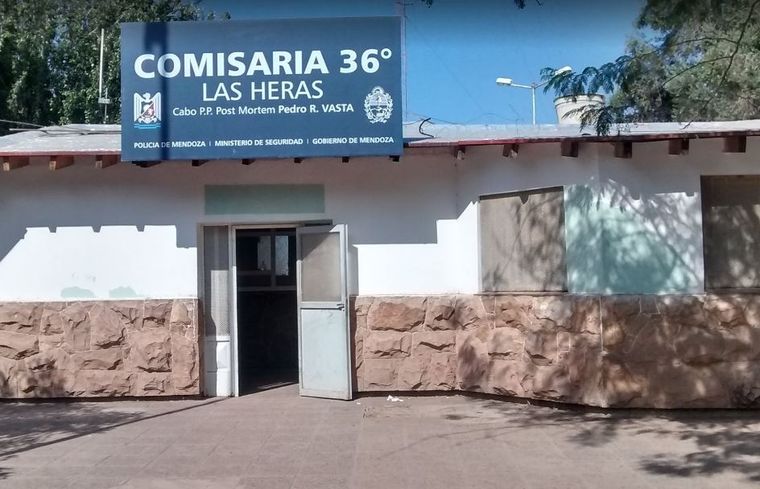 COMISARIA 36°
LAS HERAS
Cabo P.P. Post Mortem Pedro R. VASTA
POLICIA DE MENDOZA | MINISTERIO DE SEGURIDAD | GOBIERNO DE MENDOZA